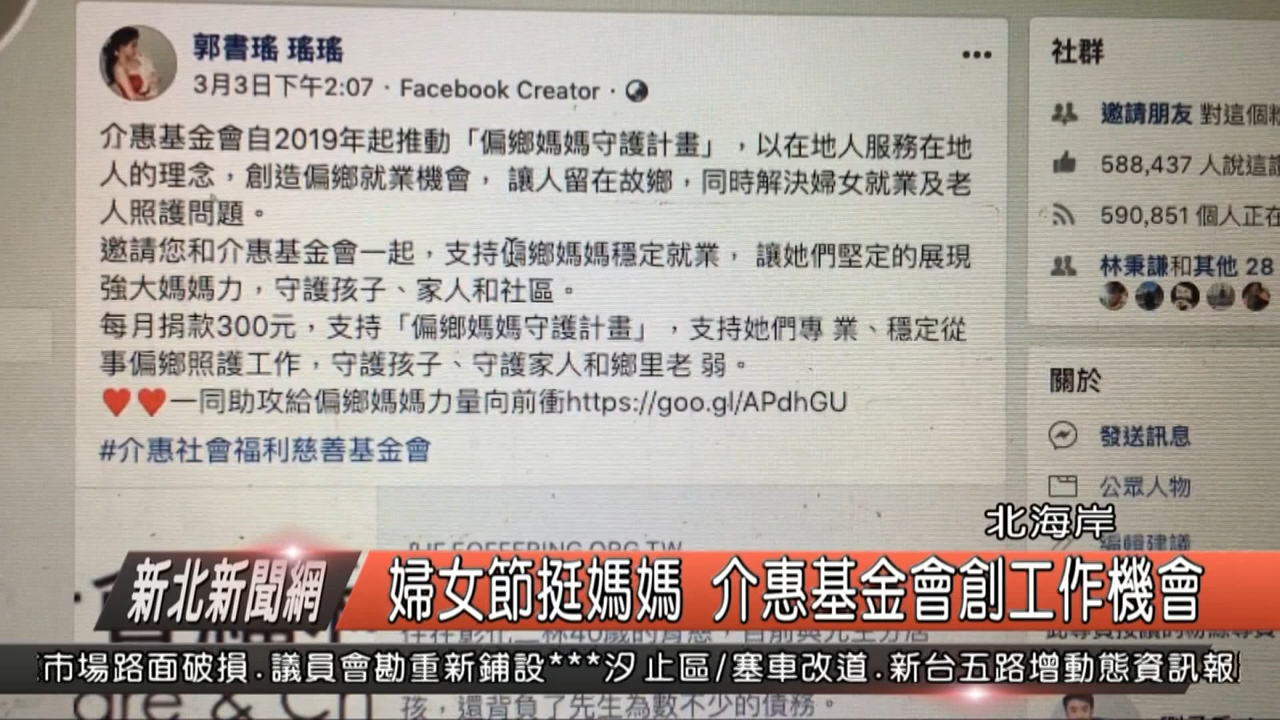 郭書瑤 瑤瑤
3月3日下午2:07 · Facebook Creator ·
介惠基金會自2019年起推動「偏鄉媽媽守護計畫」，以在地人服務在地
人的理念，創造偏鄉就業機會， 讓人留在故鄉，同時解決婦女就業及老
人照護問題。
邀請您和介惠基金會一起，支持偏鄉媽媽穩定就業， 讓她們堅定的展現
強大媽媽力，守護孩子、家人和社區。
每月捐款300元，支持「偏鄉媽媽守護計畫」，支持她們專 業、穩定從
事偏鄉照護工作，守護孩子、守護家人和鄉里老 弱。
♥♥一同助攻給偏鄉媽媽力量向前衝https://goo.gl/APdhGU
#介惠社會福利慈善基金會
社群
邀請朋友 對這個
588,437 人說這
590,851 個人正在
林秉謙和其他 28
關於
發送訊息
公眾人物
編輯建議
北海岸
新北新聞網
婦女節挺媽媽 介惠基金會創工作機會
市場路面破損.議員會勘重新鋪設***汐止區/塞車改道.新台五路增動態資訊報
孩，還背負了先生為數不少的債務。